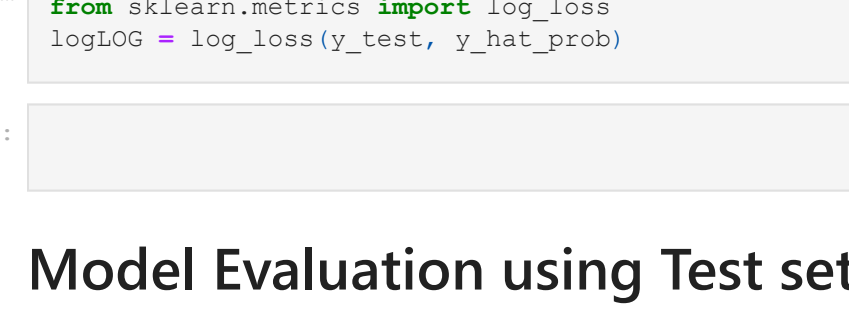 from sklearn.metrics import log_loss
logLOG = log_loss(y_test, y_hat_prob)
:
Model Evaluation using Test set